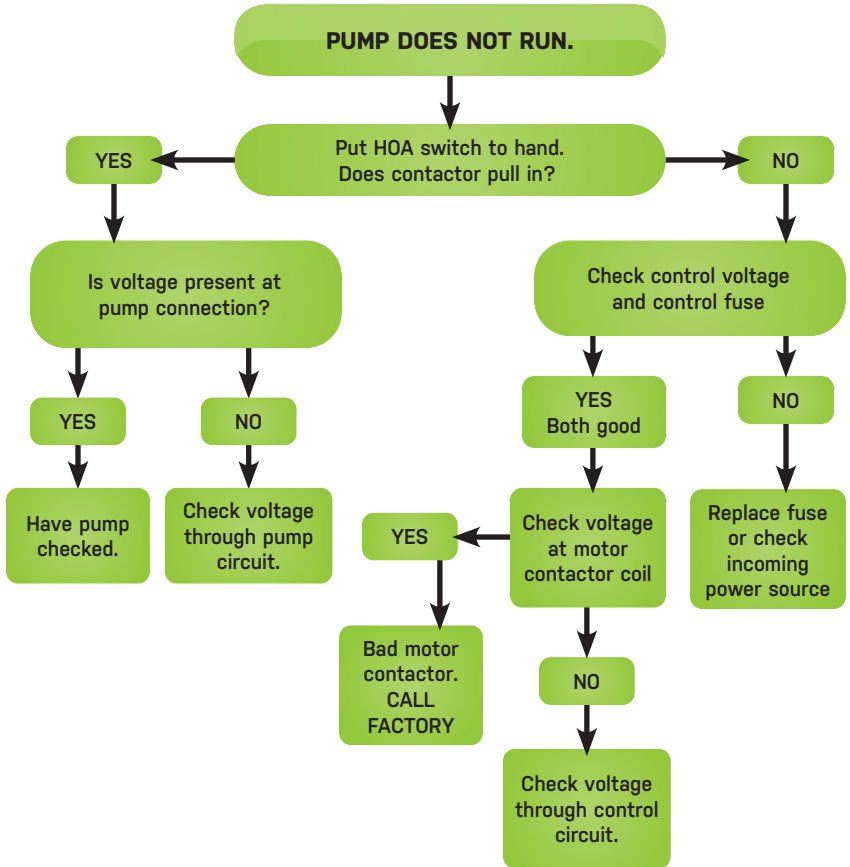 PUMP DOES NOT RUN.
Put HOA switch to hand.
Does contactor pull in?
YES
NO
Is voltage present at
pump connection?
Check control voltage
and control fuse
YES
NO
YES
Both good
NO
Have pump
checked.
Check voltage
through pump
circuit.
YES
Check voltage
at motor
contactor coil
Replace fuse
or check
incoming
power source
Bad motor
contactor.
CALL
FACTORY
NO
Check voltage
through control
circuit.